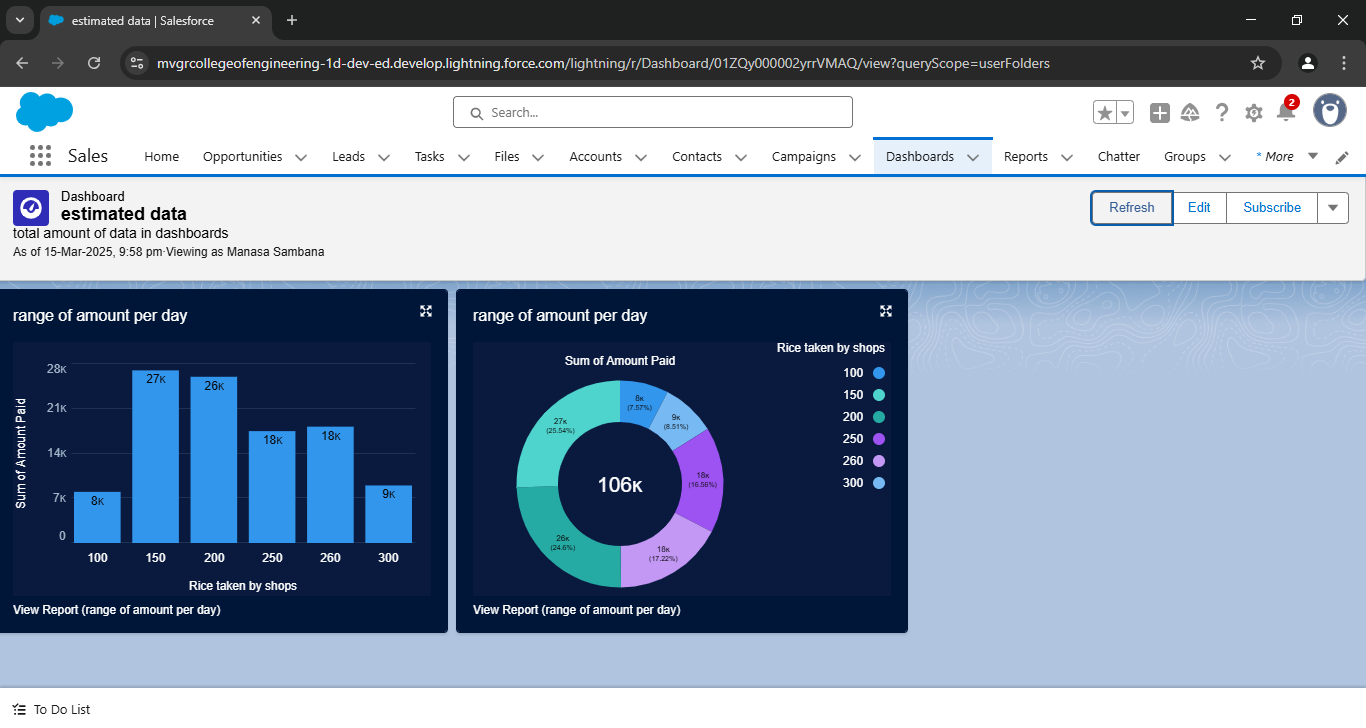 estimated data | Salesforce
mvgrcollegeofengineering-1d-dev-ed.develop.lightning.force.com/lightning/r/Dashboard/01ZQy000002yrrVMAQ/view?queryScope=userFolders
Search...
2
Sales Home Opportunities Leads Tasks Files Accounts Contacts Campaigns Dashboards Reports Chatter Groups * More
Dashboard
estimated data
total amount of data in dashboards
As of 15-Mar-2025, 9:58 pm·Viewing as Manasa Sambana
Refresh Edit Subscribe
range of amount per day
Sum of Amount Paid
28K
21K
14K
7K
0
8K 27K 26K 18K 18K 9K
100 150 200 250 260 300
Rice taken by shops
View Report (range of amount per day)
range of amount per day
Sum of Amount Paid
8K
(7.57%)
9K
(8.51%)
18K
(16.56%)
18K
(17.22%)
26K
(24.6%)
27K
(25.54%)
106K
Rice taken by shops
100
150
200
250
260
300
View Report (range of amount per day)
To Do List